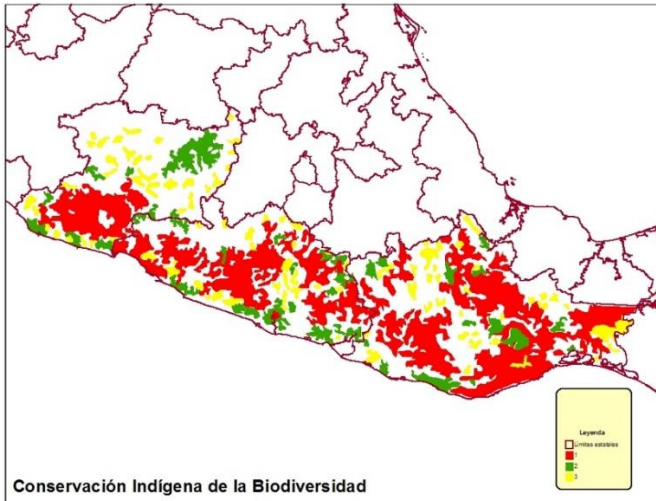 Leyenda
Límites estatales
1
2
3
Conservación Indígena de la Biodiversidad